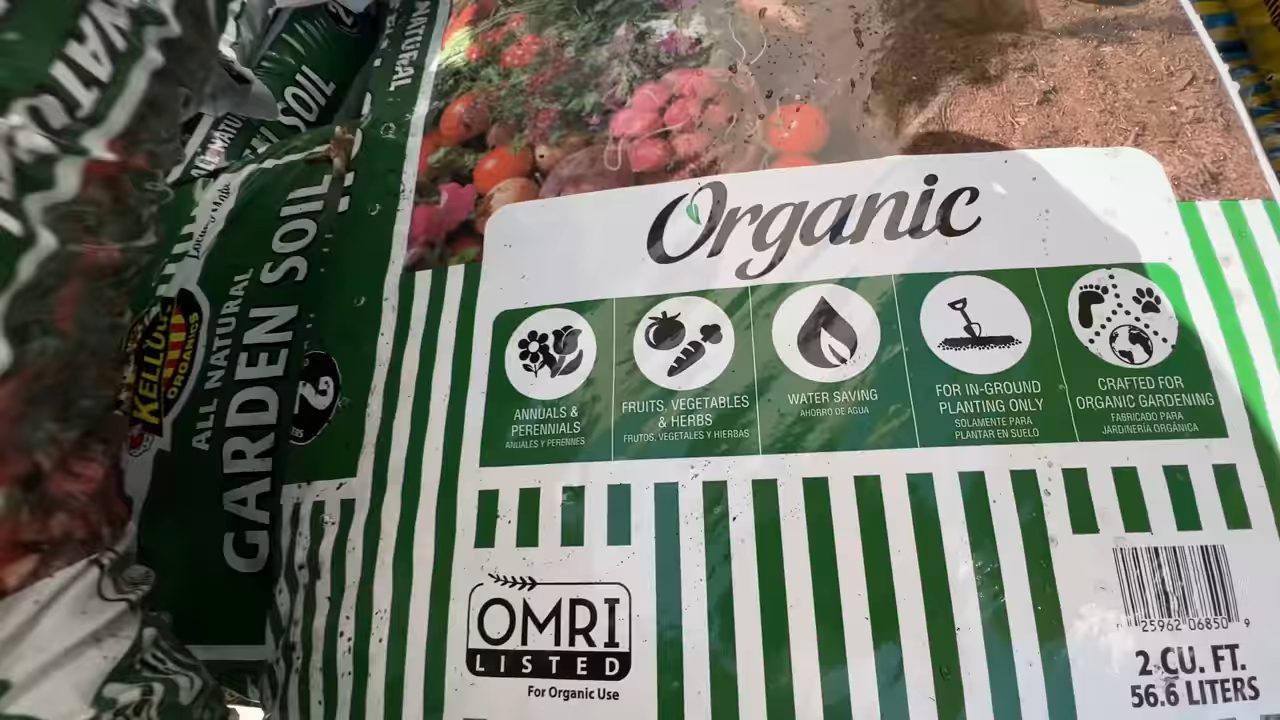 NATURAL
SOIL
KELLOGG
ORGANICS
ALL NATURAL
GARDEN SOIL
2
Organic
ANNUALS &
PERENNIALS
ANUALES Y PERENNES
FRUITS, VEGETABLES
& HERBS
FRUTOS, VEGETALES Y HIERBAS
WATER SAVING
AHORRO DE AGUA
FOR IN-GROUND
PLANTING ONLY
SOLAMENTE PARA
PLANTAR EN SUELO
CRAFTED FOR
ORGANIC GARDENING
FABRICADO PARA
JARDINERÍA ORGÁNICA
OMRI
LISTED
For Organic Use
25962 06850 9
2 CU. FT.
56.6 LITERS